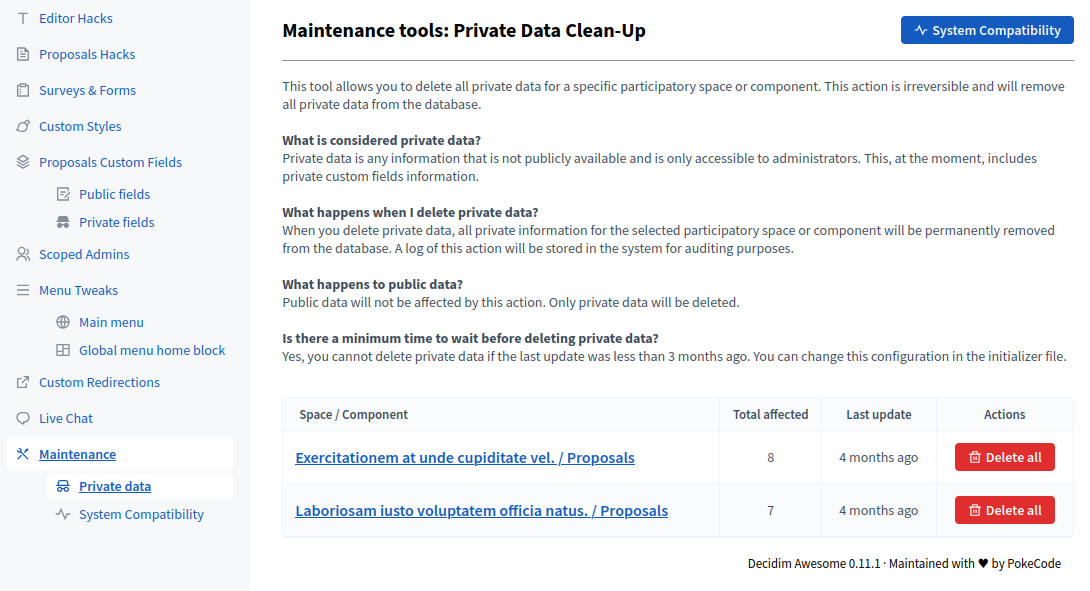 Editor Hacks
Proposals Hacks
Surveys & Forms
Custom Styles
Proposals Custom Fields
Public fields
Private fields
Scoped Admins
Menu Tweaks
Main menu
Global menu home block
Custom Redirections
Live Chat
Maintenance
Private data
System Compatibility
Maintenance tools: Private Data Clean-Up
System Compatibility
This tool allows you to delete all private data for a specific participatory space or component. This action is irreversible and will remove
all private data from the database.
What is considered private data?
Private data is any information that is not publicly available and is only accessible to administrators. This, at the moment, includes
private custom fields information.
What happens when I delete private data?
When you delete private data, all private information for the selected participatory space or component will be permanently removed
from the database. A log of this action will be stored in the system for auditing purposes.
What happens to public data?
Public data will not be affected by this action. Only private data will be deleted.
Is there a minimum time to wait before deleting private data?
Yes, you cannot delete private data if the last update was less than 3 months ago. You can change this configuration in the initializer file.
Space / Component Total affected Last update Actions
Exercitationem at unde cupiditate vel. / Proposals 8 4 months ago Delete all
Laboriosam iusto voluptatem officia natus. / Proposals 7 4 months ago Delete all
Decidim Awesome 0.11.1 · Maintained with ♥ by PokeCode